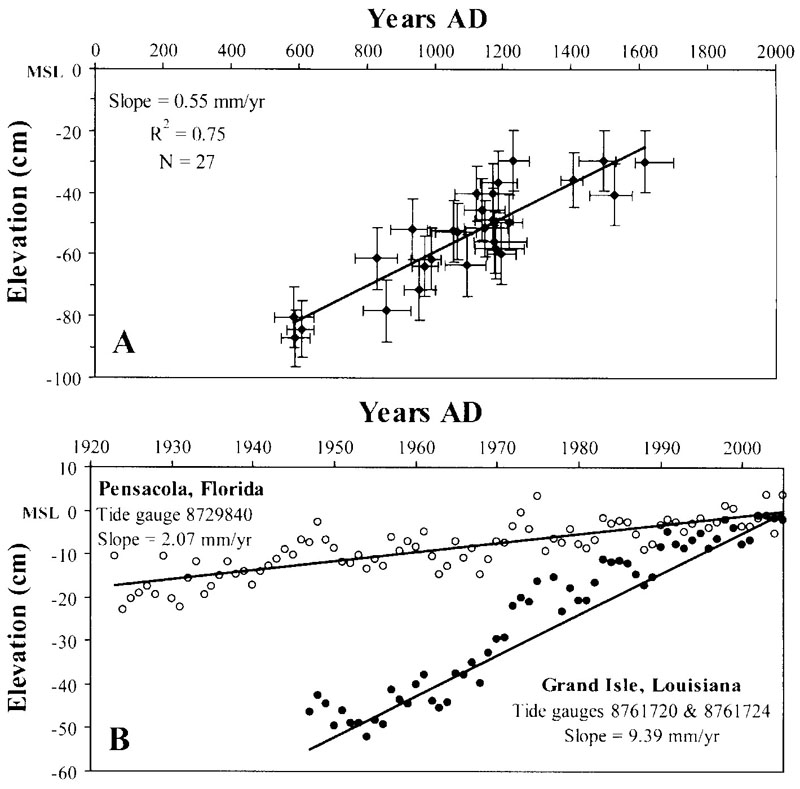 Years AD
0 200 400 600 800 1000 1200 1400 1600 1800 2000
MSL 0
-20
-40
-60
-80
-100
Elevation (cm)
Slope = 0.55 mm/yr
R² = 0.75
N = 27
A
Years AD
1920 1930 1940 1950 1960 1970 1980 1990 2000
10
MSL 0
-10
-20
-30
-40
-50
-60
Elevation (cm)
Pensacola, Florida
Tide gauge 8729840
Slope = 2.07 mm/yr
Grand Isle, Louisiana
Tide gauges 8761720 & 8761724
Slope = 9.39 mm/yr
B